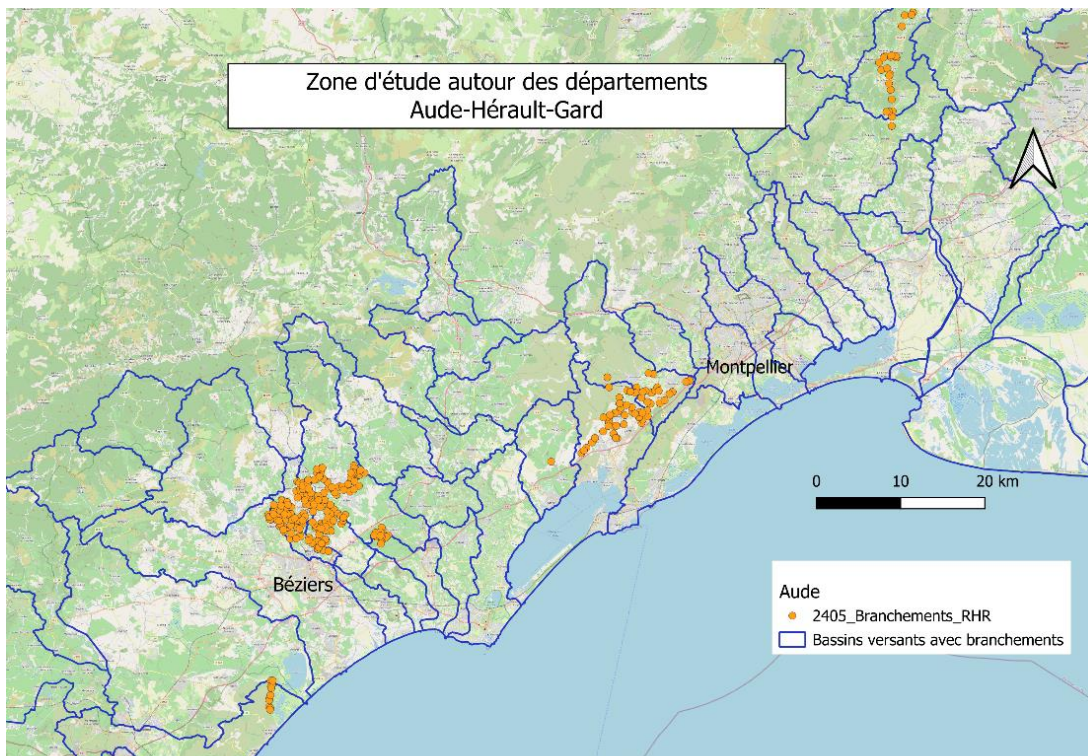 Zone d'étude autour des départements
Aude-Hérault-Gard
Montpellier
Béziers
0 10 20 km
Aude
2405_Branchements_RHR
Bassins versants avec branchements